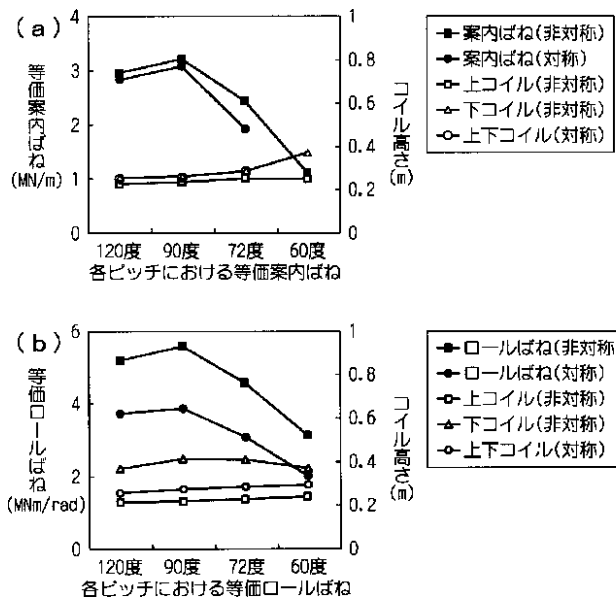 (a)
4
3
2
1
0
等価案内ばね
(MN/m)
1
0.8
0.6
0.4
0.2
0
コイル高さ(m)
120度 90度 72度 60度
各ピッチにおける等価案内ばね
案内ばね(非対称)
案内ばね(対称)
上コイル(非対称)
下コイル(非対称)
上下コイル(対称)
(b)
6
4
2
0
等価ロールばね
(MNm/rad)
1
0.8
0.6
0.4
0.2
0
コイル高さ(m)
120度 90度 72度 60度
各ピッチにおける等価ロールばね
ロールばね(非対称)
ロールばね(対称)
上コイル(非対称)
下コイル(非対称)
上下コイル(対称)